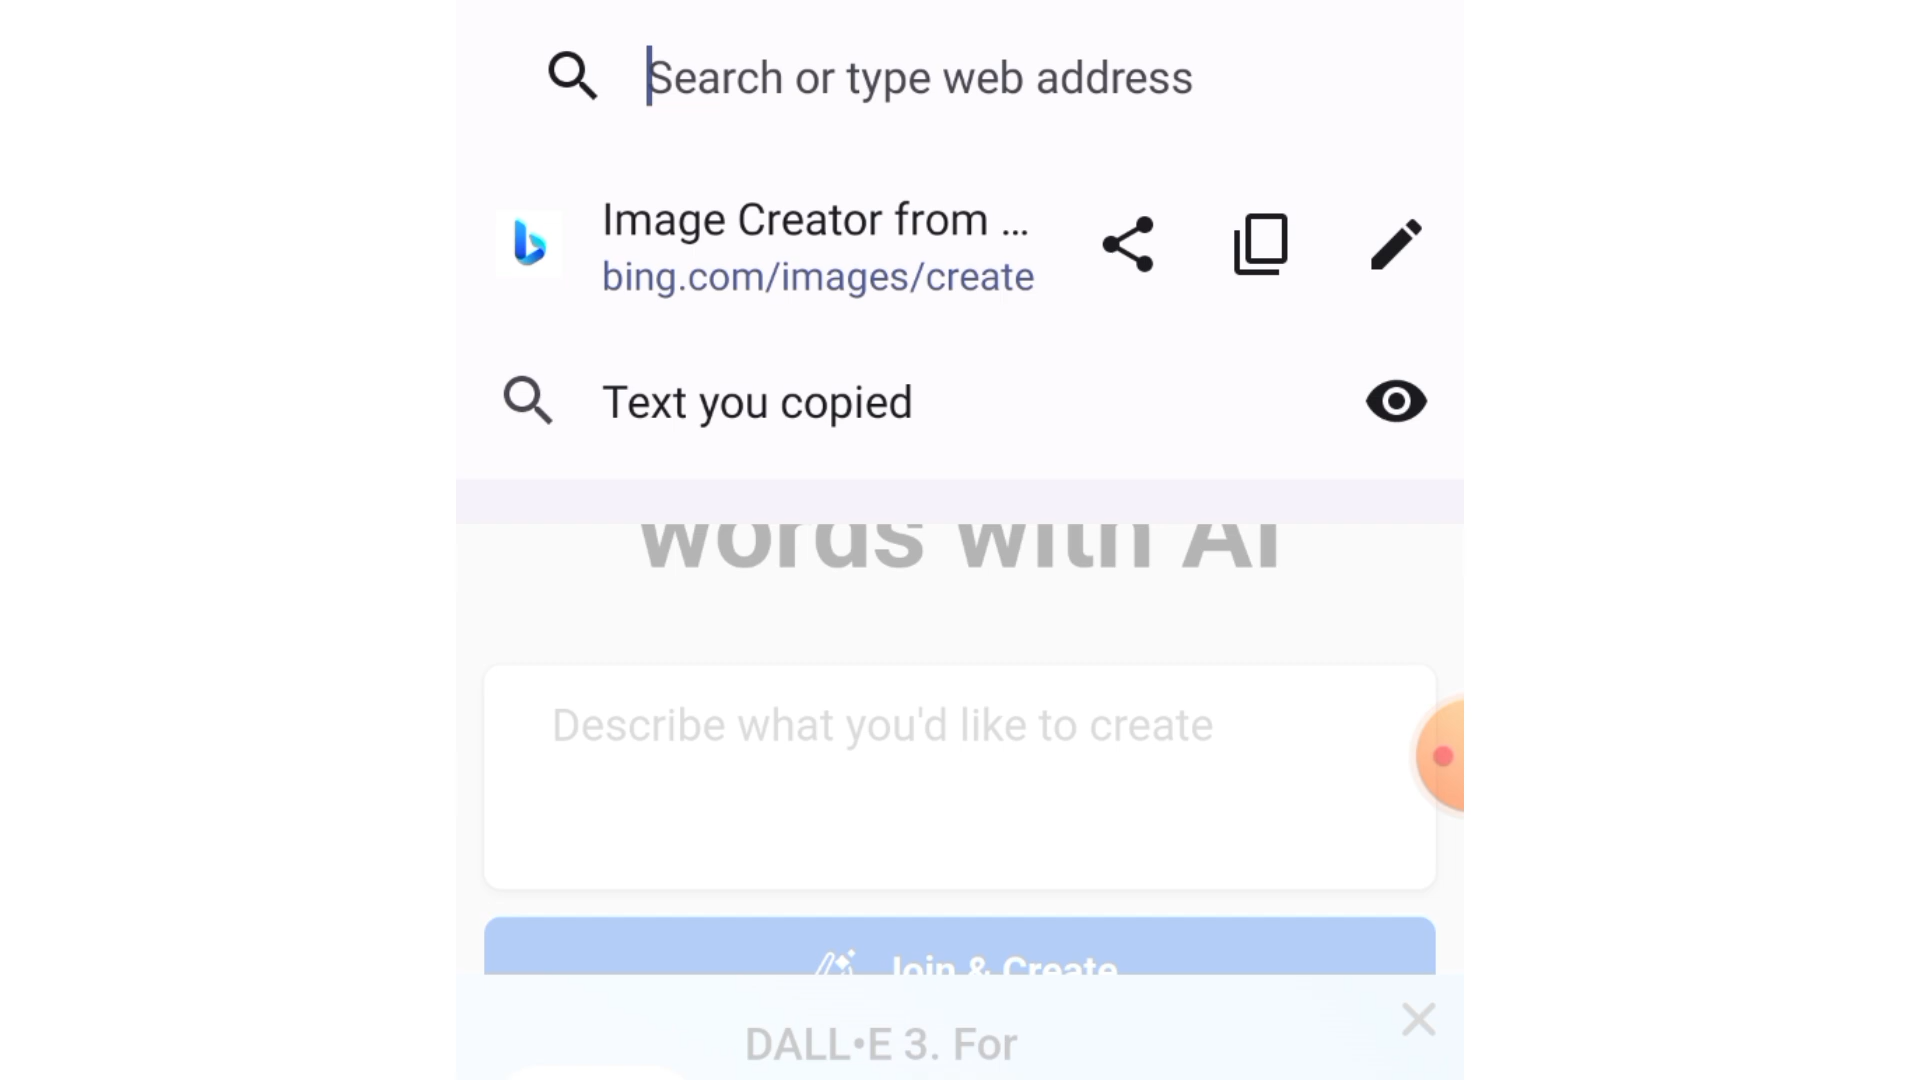 Search or type web address
Image Creator from ...
bing.com/images/create
Text you copied
words with AI
Describe what you'd like to create
Join & Create
DALL•E 3. For